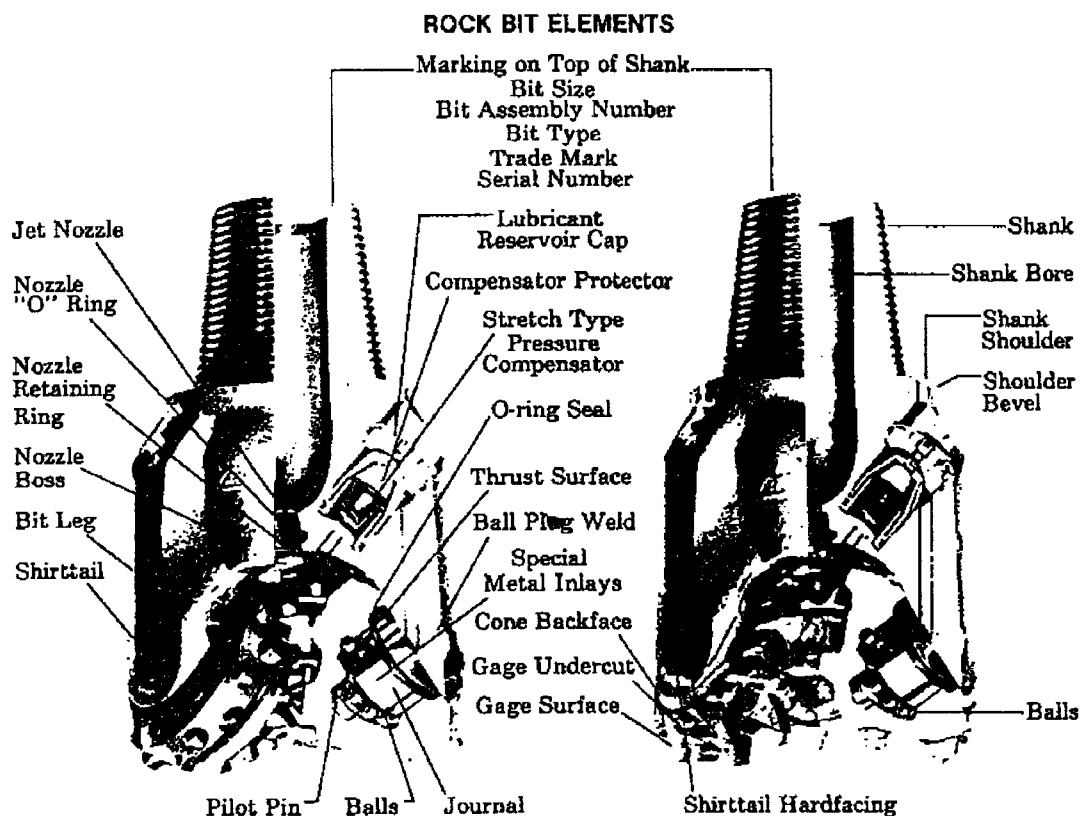 ROCK BIT ELEMENTS
Marking on Top of Shank
Bit Size
Bit Assembly Number
Bit Type
Trade Mark
Serial Number
Jet Nozzle
Nozzle
"O" Ring
Nozzle
Retaining
Ring
Nozzle
Boss
Bit Leg
Shirttail
Lubricant
Reservoir Cap
Compensator Protector
Stretch Type
Pressure
Compensator
O-ring Seal
Thrust Surface
Ball Plug Weld
Special
Metal Inlays
Cone Backface
Gage Undercut
Gage Surface
Shank
Shank Bore
Shank
Shoulder
Shoulder
Bevel
Balls
Pilot Pin
Balls
Journal
Shirttail Hardfacing